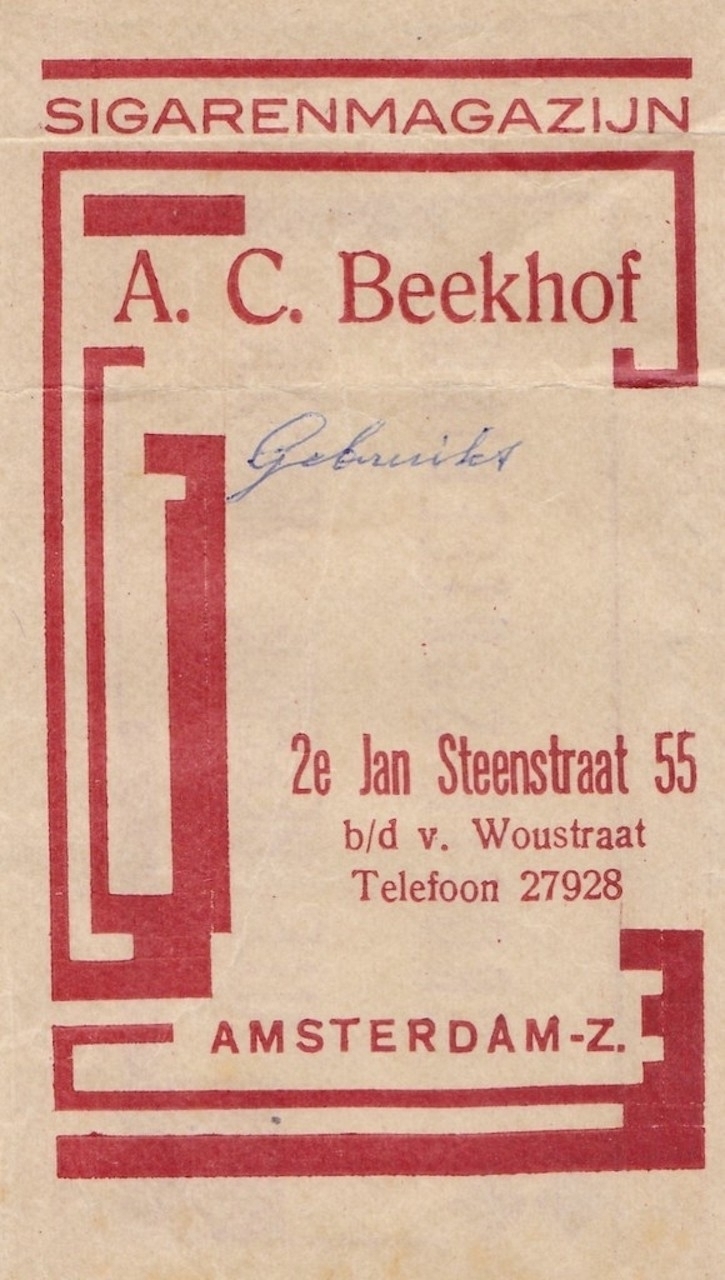 SIGARENMAGAZIJN
A. C. Beekhof
Gebruikt
2e Jan Steenstraat 55
b/d v. Woustraat
Telefoon 27928
AMSTERDAM-Z.